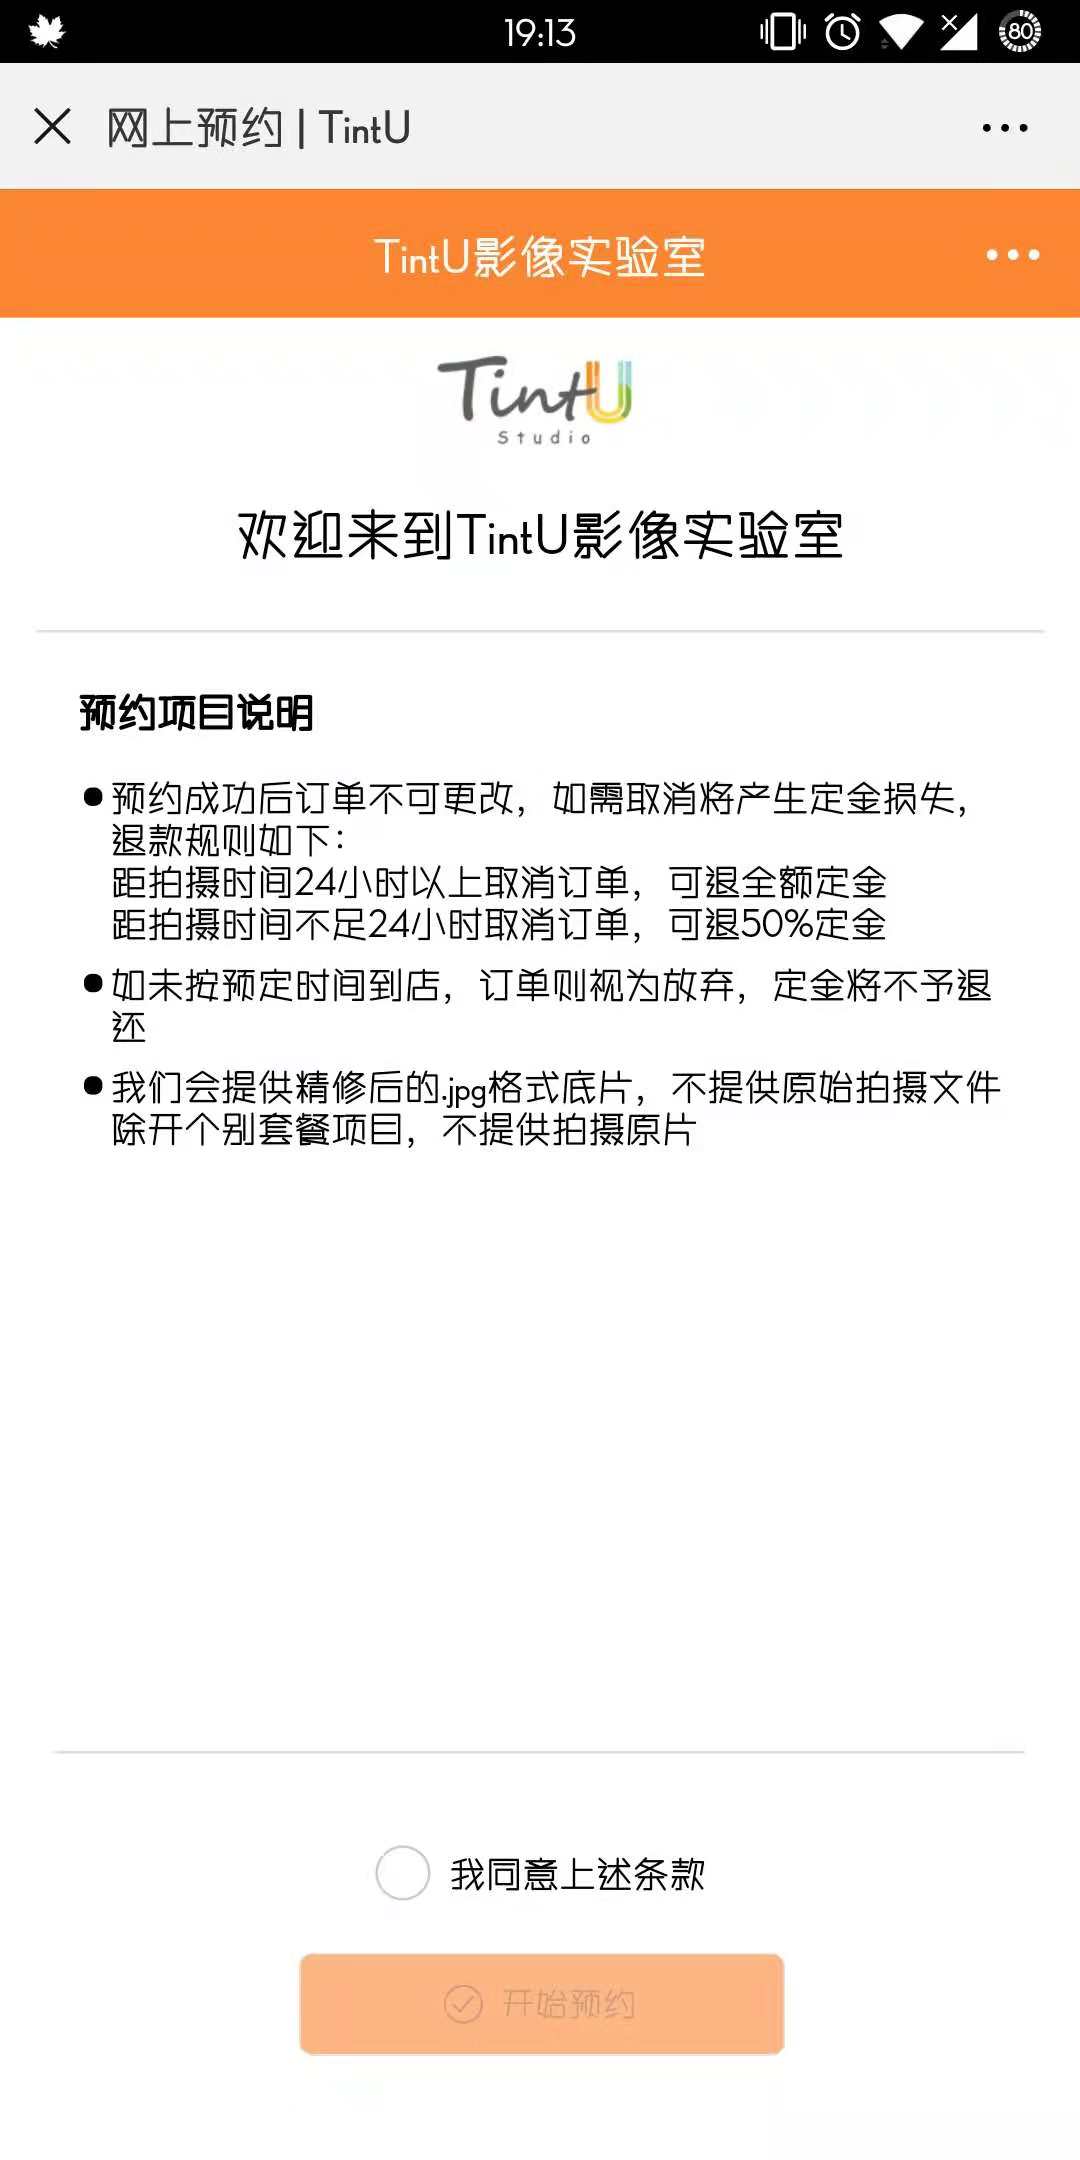 19:13
80
网上预约 | TintU
TintU影像实验室
TintU
Studio
欢迎来到TintU影像实验室
预约项目说明
预约成功后订单不可更改，如需取消将产生定金损失，
退款规则如下：
距拍摄时间24小时以上取消订单，可退全额定金
距拍摄时间不足24小时取消订单，可退50%定金
如未按预定时间到店，订单则视为放弃，定金将不予退
还
我们会提供精修后的.jpg格式底片，不提供原始拍摄文件
除开个别套餐项目，不提供拍摄原片
我同意上述条款
开始预约